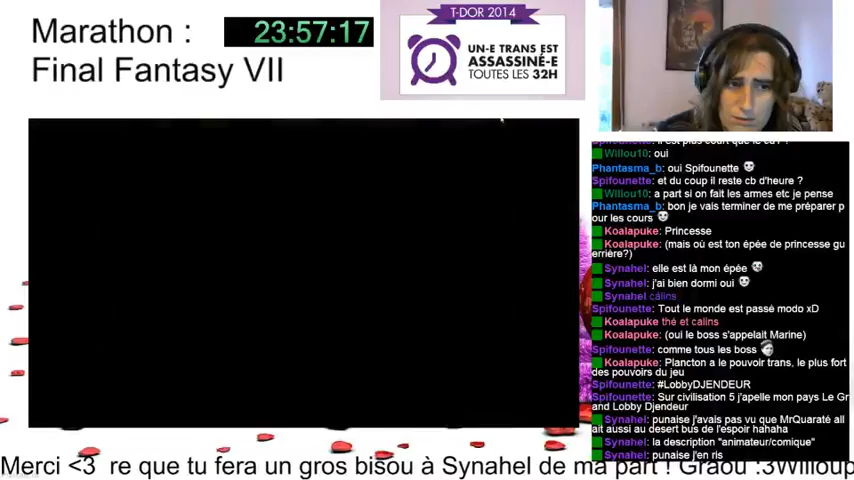 Marathon :
23:57:17
Final Fantasy VII
T-DOR 2014
UN-E TRANS EST
ASSASSINÉ-E
TOUTES LES 32H
Willou10: oui
Phantasma_b: oui Spifounette
Spifounette: et du coup il reste cb d'heure ?
Willou10: a part si on fait les armes etc je pense
Phantasma_b: bon je vais terminer de me préparer p
our les cours
Koalapuke: Princesse
Koalapuke: (mais où est ton épée de princesse gu
errière?)
Synahel: elle est là mon épée
Synahel: j'ai bien dormi oui
Synahel câlins
Spifounette: Tout le monde est passé modo xD
Koalapuke thé et calins
Koalapuke: (oui le boss s'appelait Marine)
Spifounette: comme tous les boss
Koalapuke: Plancton a le pouvoir trans, le plus fort
des pouvoirs du jeu
Spifounette: #LobbyDJENDEUR
Spifounette: Sur civilisation 5 j'apelle mon pays Le Gr
and Lobby Djendeur
Synahel: punaise j'avais pas vu que MrQuaraté all
ait aussi au desert bus de l'espoir hahaha
Synahel: la description "animateur/comique"
Synahel: punaise j'en ris
Merci <3 re que tu fera un gros bisou à Synahel de ma part ! Graou :3Willoup